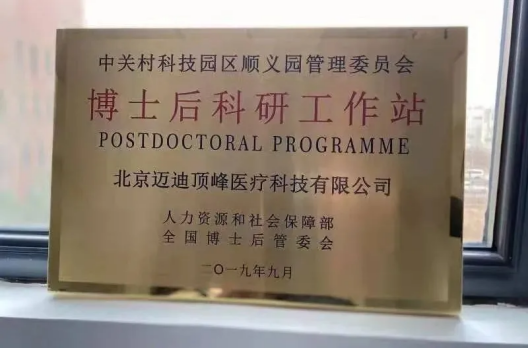 中关村科技园区顺义园管理委员会
博士后科研工作站
POSTDOCTORAL PROGRAMME
北京迈迪顶峰医疗科技有限公司
人力资源和社会保障部
全国博士后管委会
二〇一九年九月